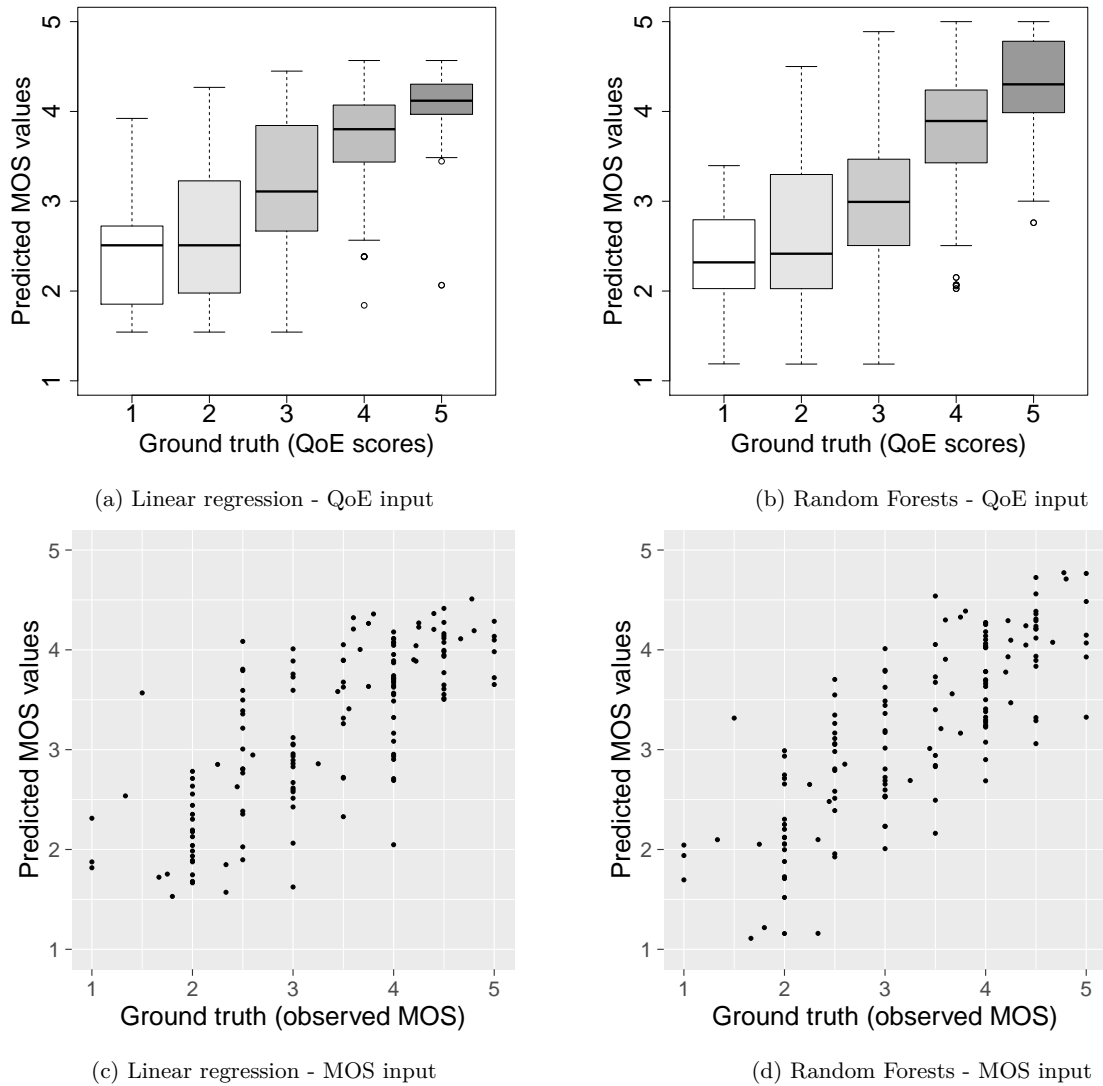 5
4
3
2
1
Predicted MOS values
1 2 3 4 5
Ground truth (QoE scores)
(a) Linear regression - QoE input
5
4
3
2
1
Predicted MOS values
1 2 3 4 5
Ground truth (QoE scores)
(b) Random Forests - QoE input
5
4
3
2
1
Predicted MOS values
1 2 3 4 5
Ground truth (observed MOS)
(c) Linear regression - MOS input
5
4
3
2
1
Predicted MOS values
1 2 3 4 5
Ground truth (observed MOS)
(d) Random Forests - MOS input